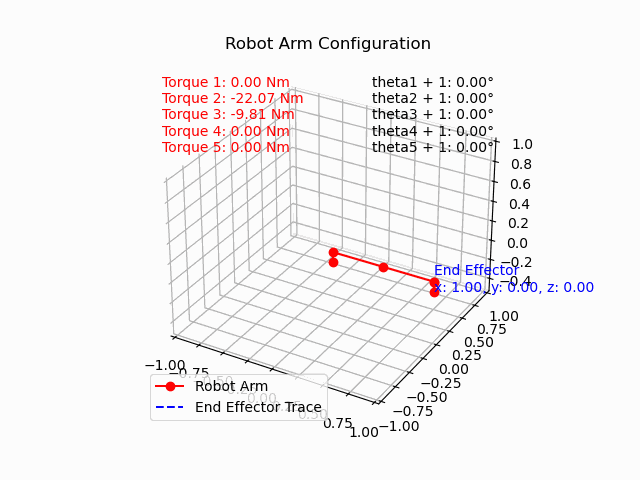 Robot Arm Configuration
Torque 1: 0.00 Nm
Torque 2: -22.07 Nm
Torque 3: -9.81 Nm
Torque 4: 0.00 Nm
Torque 5: 0.00 Nm
theta1 + 1: 0.00°
theta2 + 1: 0.00°
theta3 + 1: 0.00°
theta4 + 1: 0.00°
theta5 + 1: 0.00°
1.0
0.8
0.6
0.4
0.2
0.0
−0.2
−0.4
End Effector
x: 1.00, y: 0.00, z: 0.00
1.00
0.75
0.50
0.25
0.00
−0.25
−0.50
−0.75
−1.00
−1.00
−0.75
−0.50
−0.25
0.00
0.25
0.50
0.75
1.00
Robot Arm
End Effector Trace